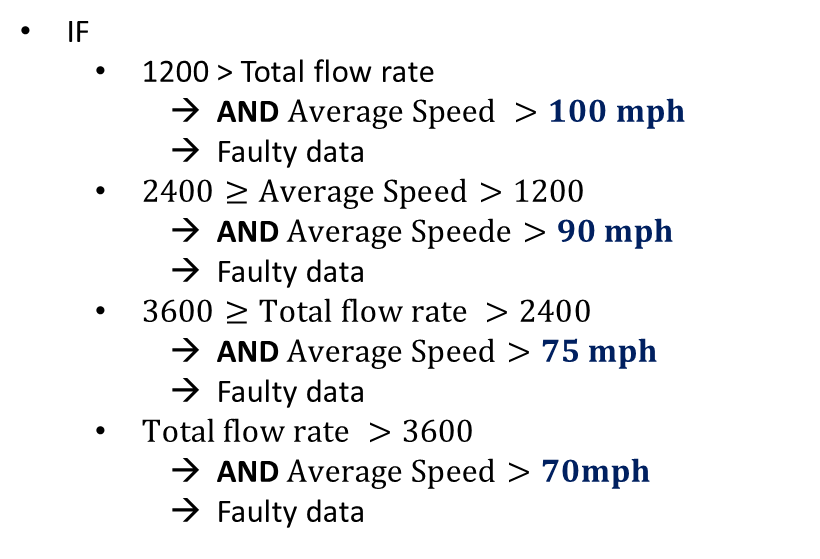 • IF
• 1200 > Total flow rate
→ AND Average Speed > 100 mph
→ Faulty data
• 2400 ≥ Average Speed > 1200
→ AND Average Speede > 90 mph
→ Faulty data
• 3600 ≥ Total flow rate > 2400
→ AND Average Speed > 75 mph
→ Faulty data
• Total flow rate > 3600
→ AND Average Speed > 70mph
→ Faulty data